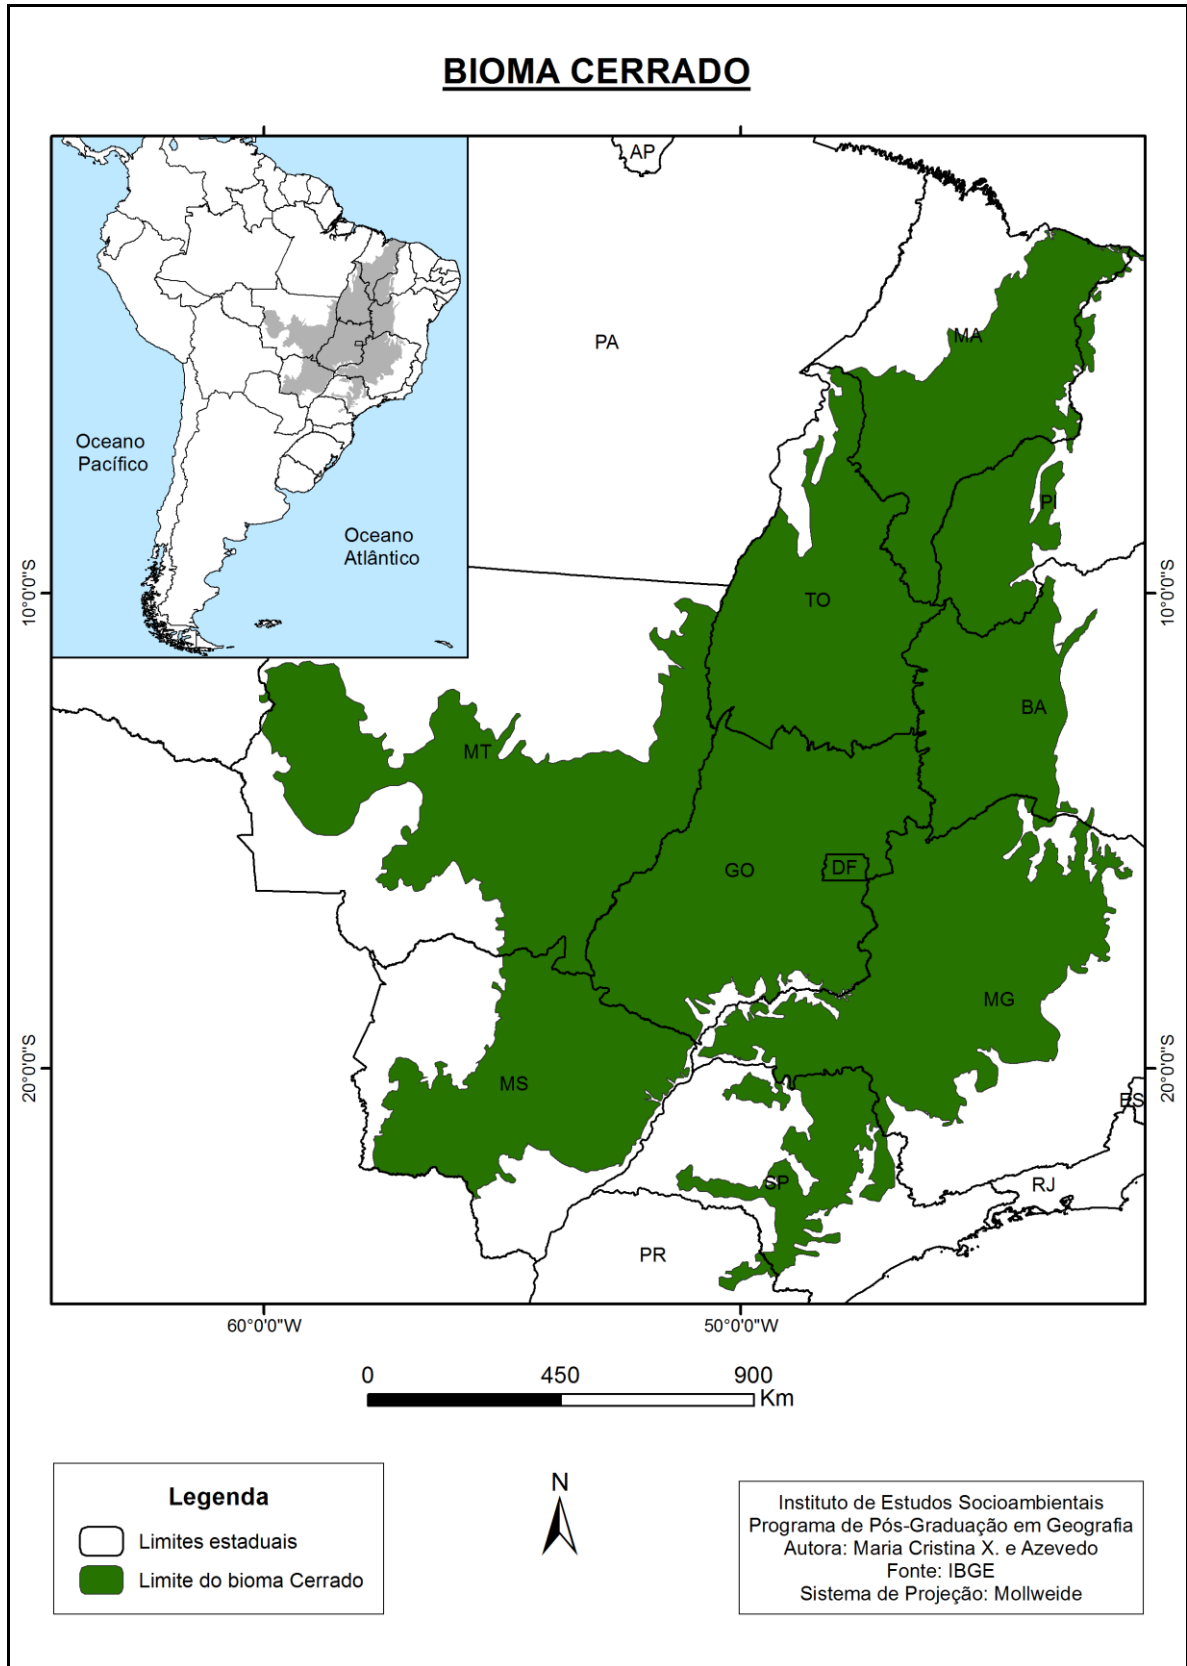 BIOMA CERRADO
AP
Oceano
Pacífico
Oceano
Atlântico
PA
MA
PI
TO
BA
MT
GO
DF
MG
MS
ES
SP
RJ
PR
10°0'0"S
10°0'0"S
20°0'0"S
20°0'0"S
60°0'0"W
50°0'0"W
0 450 900
Km
N
Legenda
Limites estaduais
Limite do bioma Cerrado
Instituto de Estudos Socioambientais
Programa de Pós-Graduação em Geografia
Autora: Maria Cristina X. e Azevedo
Fonte: IBGE
Sistema de Projeção: Mollweide